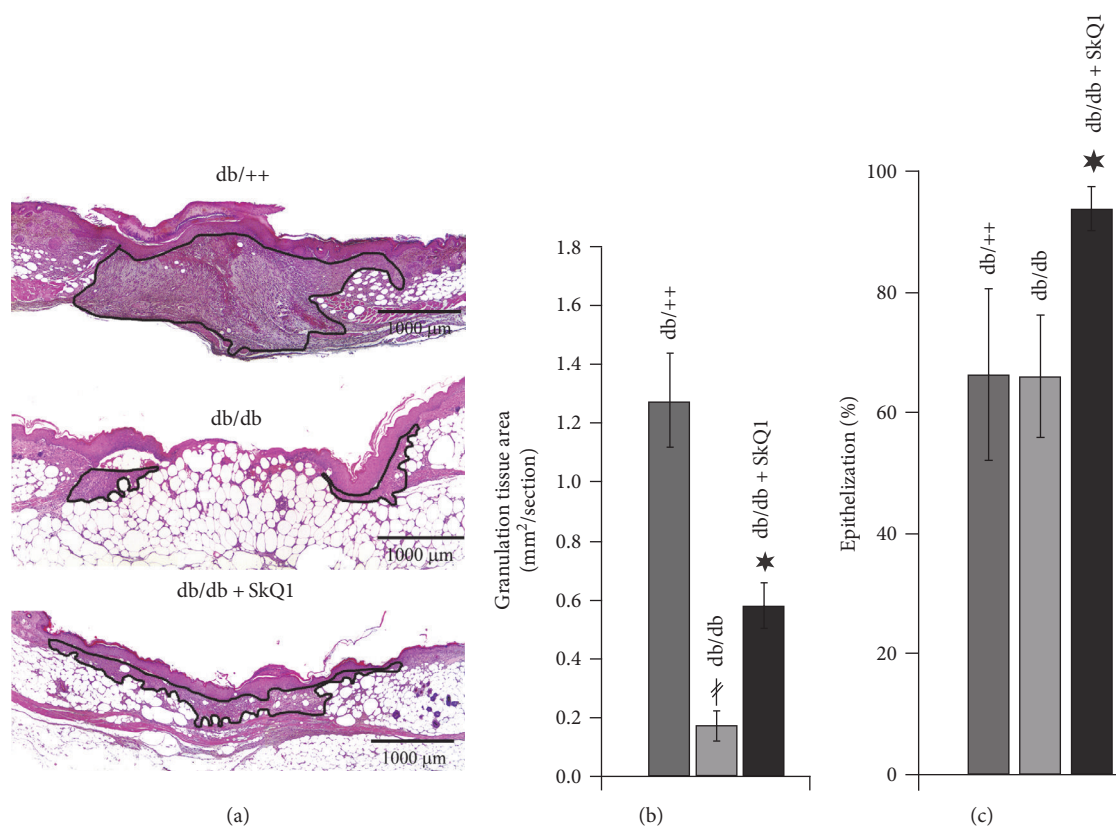 db/++
1000 µm
db/db
1000 µm
db/db + SkQ1
1000 µm
(a)
Granulation tissue area
(mm²/section)
1.8
1.6
1.4
1.2
1.0
0.8
0.6
0.4
0.2
0.0
db/++
db/db
db/db + SkQ1
(b)
Epithelization (%)
100
80
60
40
20
0
db/++
db/db
db/db + SkQ1
(c)